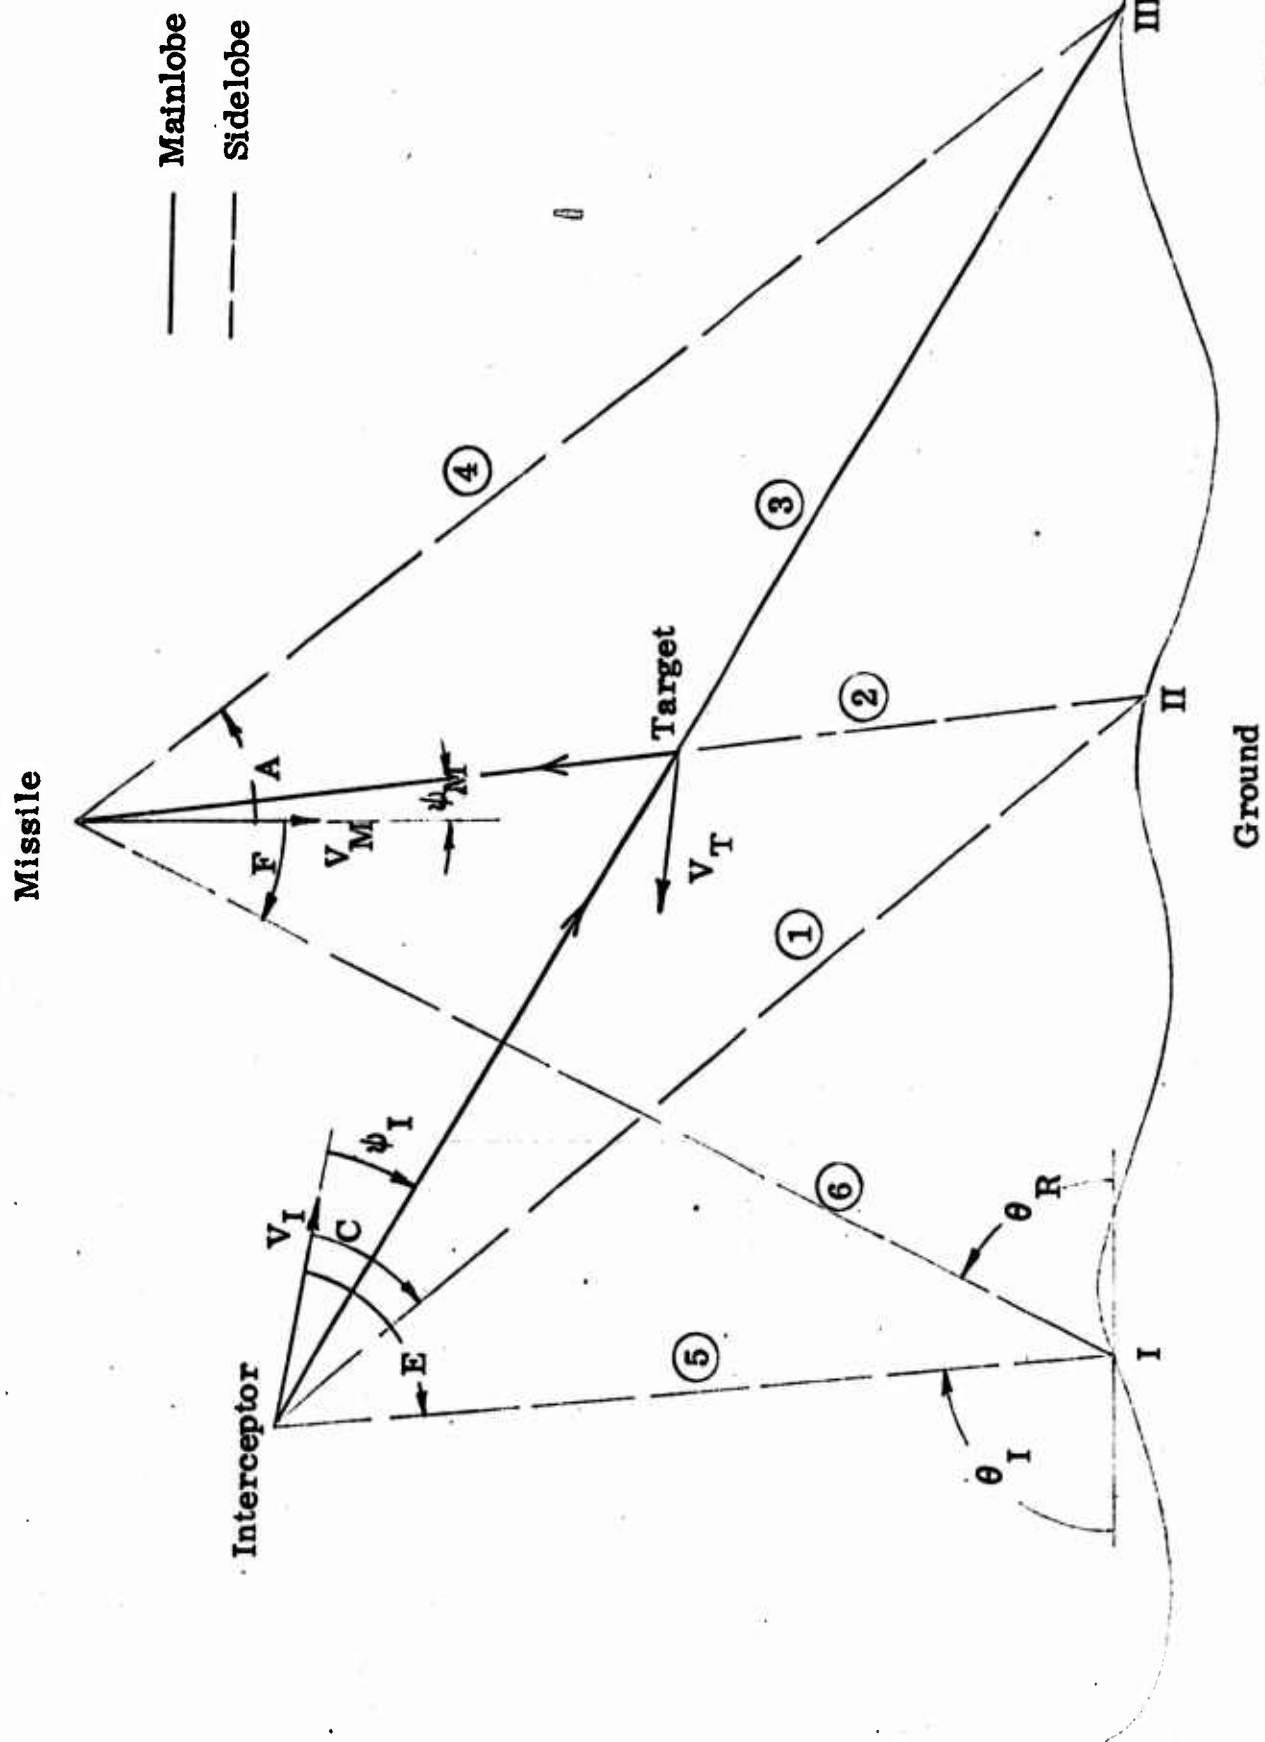 Mainlobe
Sidelobe
Missile
Interceptor
Target
Ground
A
F
V_M
ψ_M
V_I
ψ_I
C
E
V_T
①
②
③
④
⑤
⑥
θ_I
θ_R
I
II
III